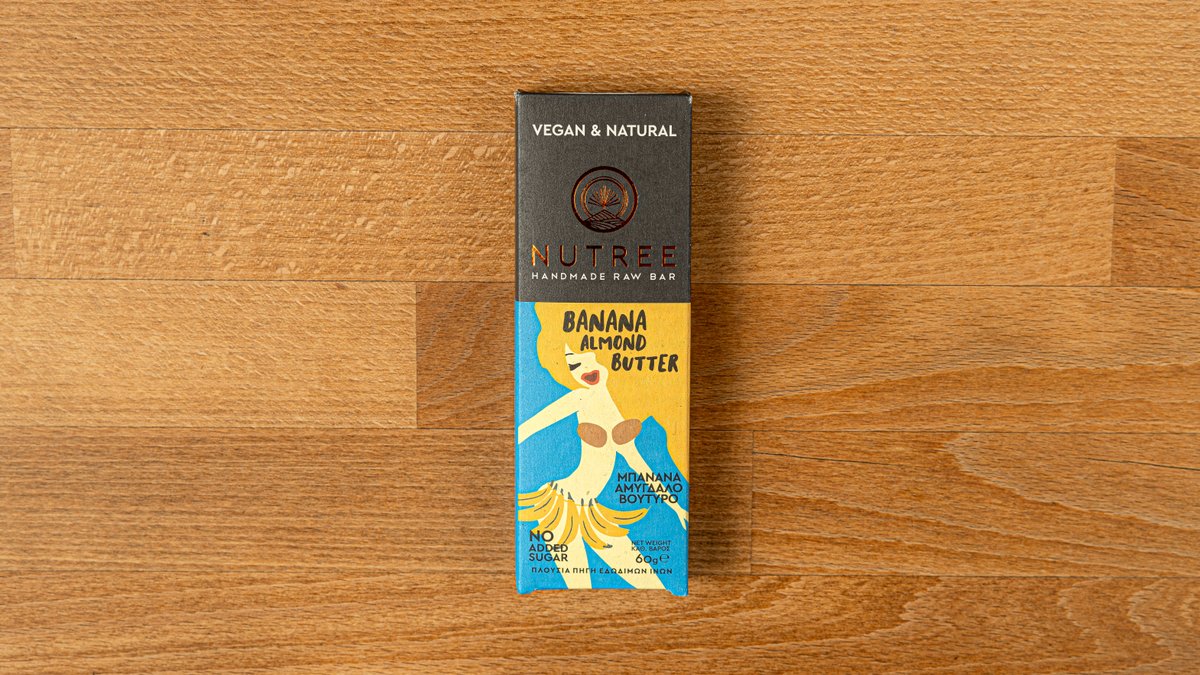 VEGAN & NATURAL
NUTREE
HANDMADE RAW BAR
BANANA
ALMOND
BUTTER
ΜΠΑΝΑΝΑ
ΑΜΥΓΔΑΛΟ
ΒΟΥΤΥΡΟ
NO
ADDED
SUGAR
NET WEIGHT
ΚΑΘ. ΒΑΡΟΣ
60g℮
ΠΛΟΥΣΙΑ ΠΗΓΗ ΕΔΩΔΙΜΩΝ ΙΝΩΝ